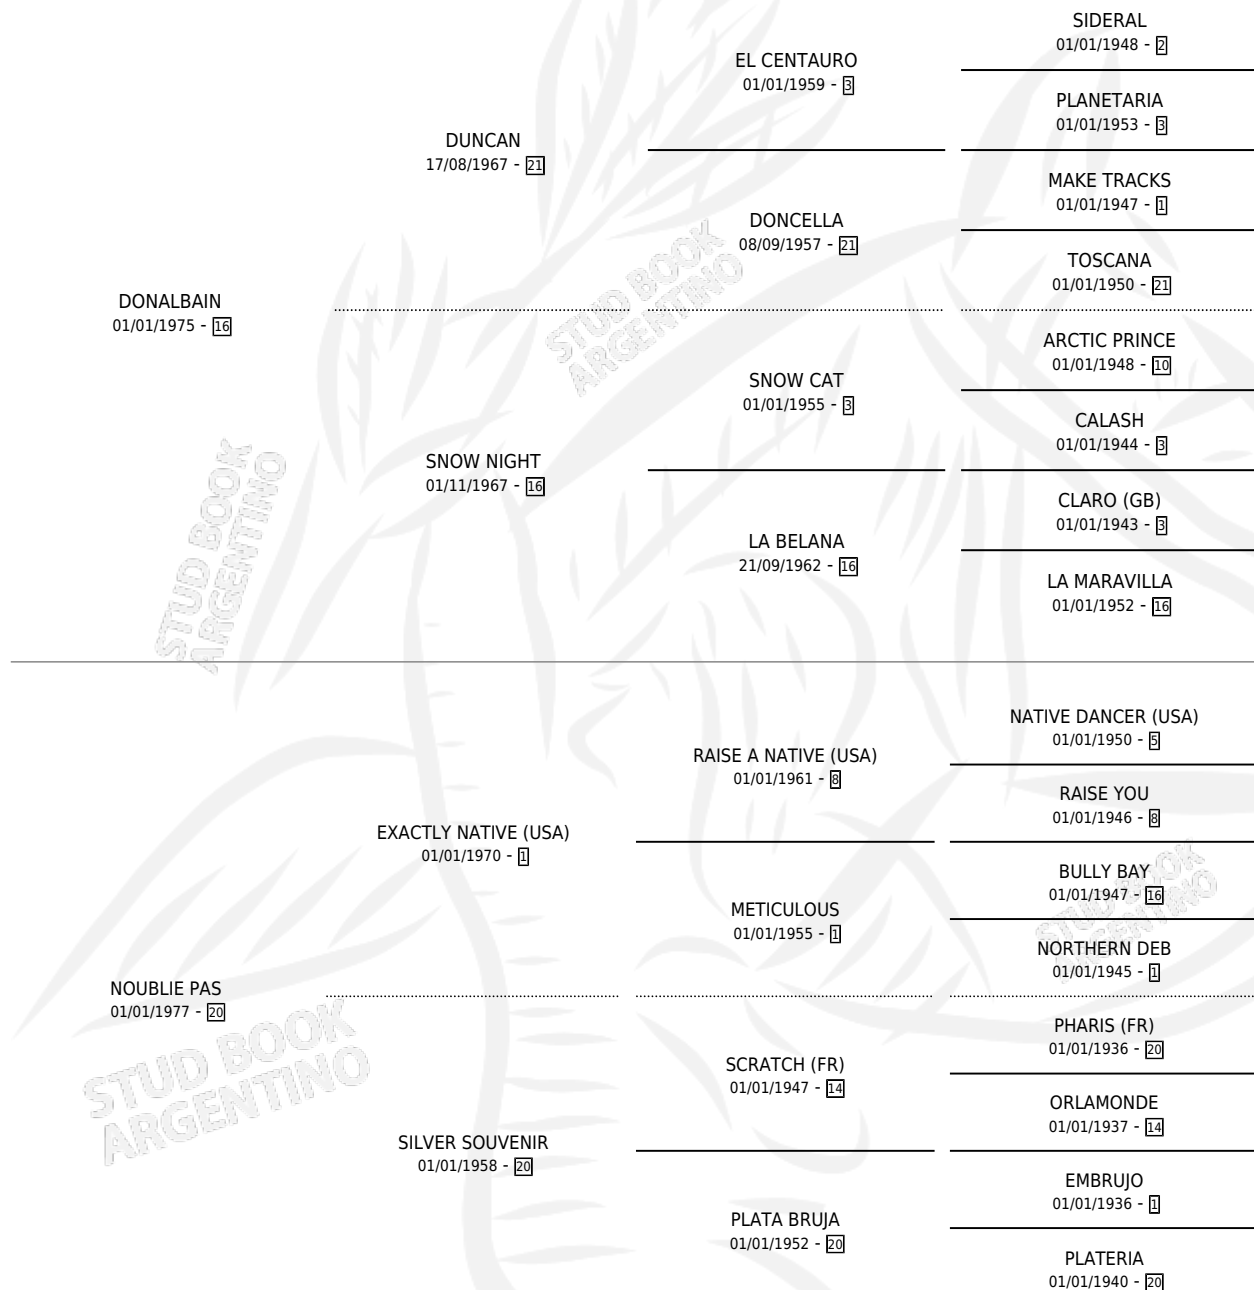 SIDERAL
01/01/1948 - 2
EL CENTAURO
01/01/1959 - 3
PLANETARIA
01/01/1953 - 3
DUNCAN
17/08/1967 - 21
MAKE TRACKS
01/01/1947 - 1
DONCELLA
08/09/1957 - 21
TOSCANA
01/01/1950 - 21
DONALBAIN
01/01/1975 - 16
ARCTIC PRINCE
01/01/1948 - 10
SNOW CAT
01/01/1955 - 3
CALASH
01/01/1944 - 3
SNOW NIGHT
01/11/1967 - 16
CLARO (GB)
01/01/1943 - 3
LA BELANA
21/09/1962 - 16
LA MARAVILLA
01/01/1952 - 16
NATIVE DANCER (USA)
01/01/1950 - 5
RAISE A NATIVE (USA)
01/01/1961 - 8
RAISE YOU
01/01/1946 - 8
EXACTLY NATIVE (USA)
01/01/1970 - 1
BULLY BAY
01/01/1947 - 16
METICULOUS
01/01/1955 - 1
NORTHERN DEB
01/01/1945 - 1
NOUBLIE PAS
01/01/1977 - 20
PHARIS (FR)
01/01/1936 - 20
SCRATCH (FR)
01/01/1947 - 14
ORLAMONDE
01/01/1937 - 14
SILVER SOUVENIR
01/01/1958 - 20
EMBRUJO
01/01/1936 - 1
PLATA BRUJA
01/01/1952 - 20
PLATERIA
01/01/1940 - 20
STUD BOOK
ARGENTINO
STUD BOOK
ARGENTINO
STUD BOOK
ARGENTINO
STUD BOOK
ARGENTINO